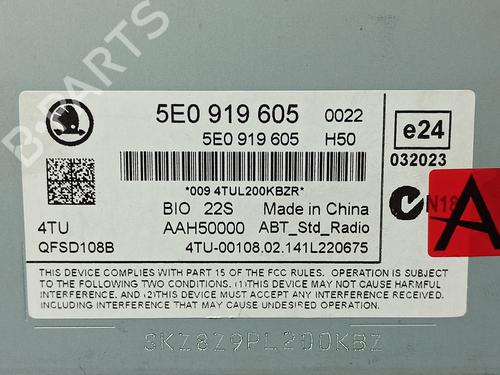 B-PARTS
5E0 919 605 0022
5E0 919 605 H50
e24
032023
*009 4TUL200KBZR*
BIO 22S Made in China
N18
A
4TU AAH50000 ABT_Std_Radio
QFSD108B 4TU-00108.02.141L220675
THIS DEVICE COMPLIES WITH PART 15 OF THE FCC RULES. OPERATION IS SUBJECT
TO THE FOLLOWING TWO CONDITIONS. (1)THIS DEVICE MAY NOT CAUSE HARMFUL
INTERFERENCE, AND (2)THIS DEVICE MUST ACCEPT ANY INTERFERENCE RECEIVED,
INCLUDING INTERFERENCE THAT MAY CAUSE UNDESIRED OPERATION.